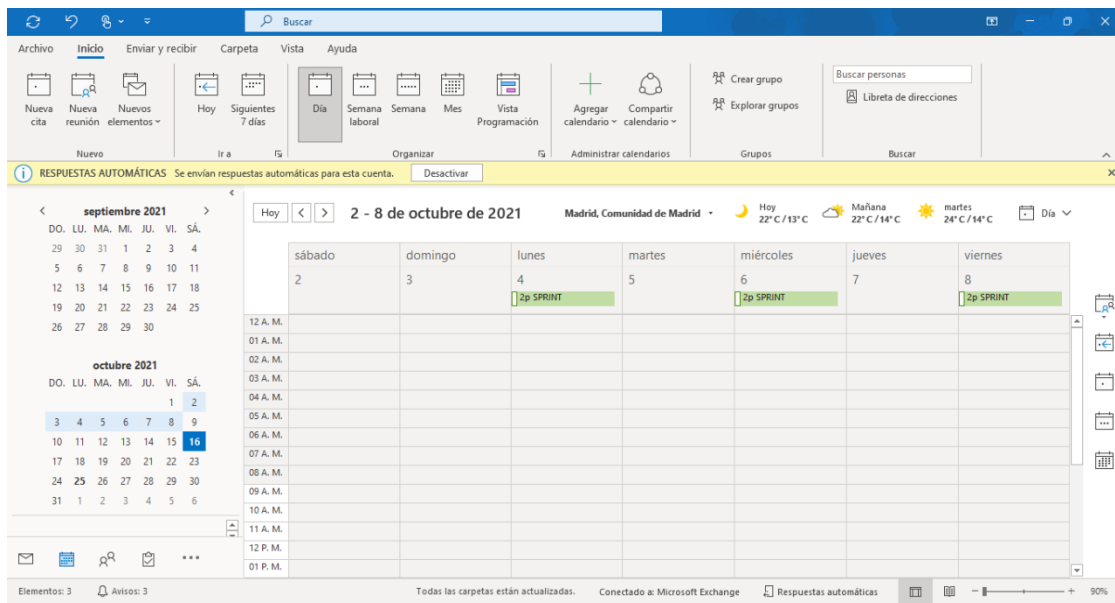 Buscar
Archivo Inicio Enviar y recibir Carpeta Vista Ayuda
Nueva cita
Nueva reunión
Nuevos elementos
Hoy
Siguientes 7 días
Día
Semana laboral
Semana
Mes
Vista Programación
Agregar calendario
Compartir calendario
Crear grupo
Explorar grupos
Buscar personas
Libreta de direcciones
Nuevo Ir a Organizar Administrar calendarios Grupos Buscar
RESPUESTAS AUTOMÁTICAS Se envían respuestas automáticas para esta cuenta. Desactivar
septiembre 2021
DO. LU. MA. MI. JU. VI. SÁ.
29 30 31 1 2 3 4
5 6 7 8 9 10 11
12 13 14 15 16 17 18
19 20 21 22 23 24 25
26 27 28 29 30
octubre 2021
DO. LU. MA. MI. JU. VI. SÁ.
1 2
3 4 5 6 7 8 9
10 11 12 13 14 15 16
17 18 19 20 21 22 23
24 25 26 27 28 29 30
31 1 2 3 4 5 6
Hoy 2 - 8 de octubre de 2021 Madrid, Comunidad de Madrid
Hoy
22° C / 13° C
Mañana
22° C / 14° C
martes
24° C / 14° C
Día
sábado domingo lunes martes miércoles jueves viernes
2 3 4 5 6 7 8
2p SPRINT 2p SPRINT 2p SPRINT
12 A. M.
01 A. M.
02 A. M.
03 A. M.
04 A. M.
05 A. M.
06 A. M.
07 A. M.
08 A. M.
09 A. M.
10 A. M.
11 A. M.
12 P. M.
01 P. M.
Elementos: 3 Avisos: 3 Todas las carpetas están actualizadas. Conectado a: Microsoft Exchange Respuestas automáticas 90%